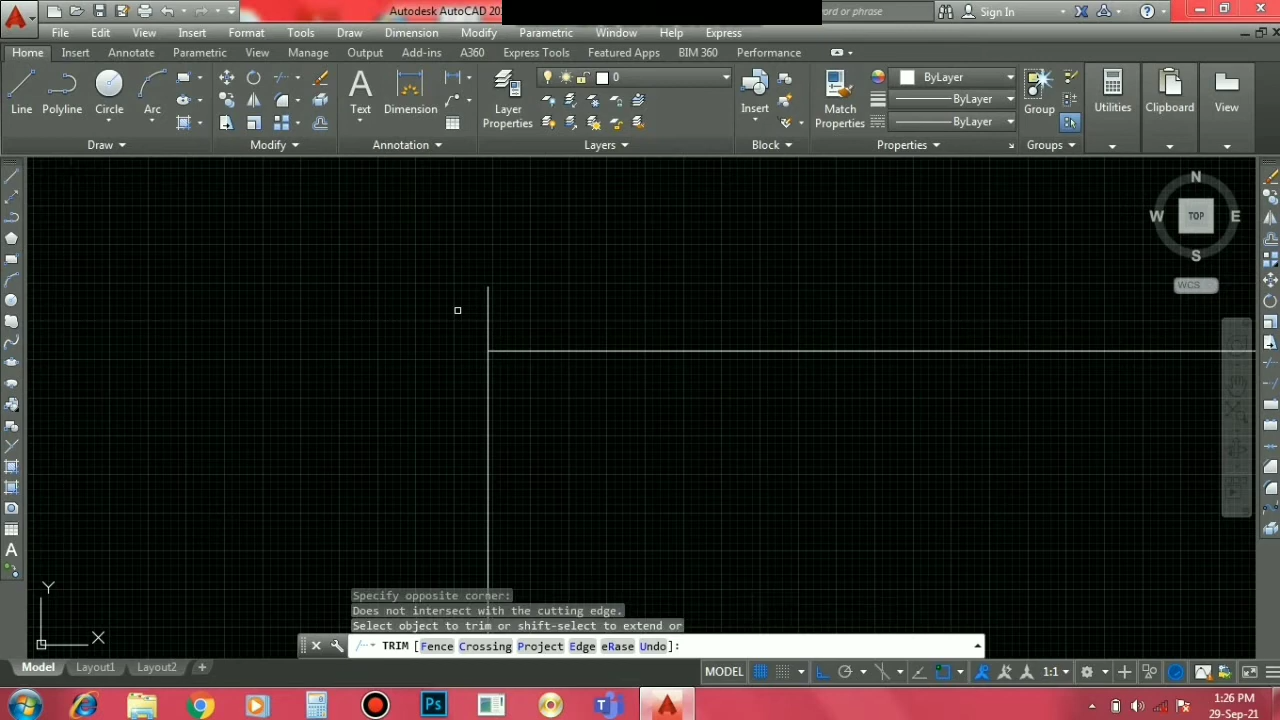 Autodesk AutoCAD 20
or phrase
Sign In
File Edit View Insert Format Tools Draw Dimension Modify Parametric Window Help Express
Home Insert Annotate Parametric View Manage Output Add-ins A360 Express Tools Featured Apps BIM 360 Performance
0
ByLayer
ByLayer
ByLayer
Line Polyline Circle Arc
Text Dimension
Layer
Properties
Insert
Match
Properties
Group
Utilities Clipboard View
Draw Modify Annotation Layers Block Properties Groups
N
W TOP E
S
WCS
A
Y
X
Specify opposite corner:
Does not intersect with the cutting edge.
Select object to trim or shift-select to extend or
TRIM [Fence Crossing Project Edge eRase Undo]:
Model Layout1 Layout2 +
MODEL 1:1
Ps
1:26 PM
29-Sep-21